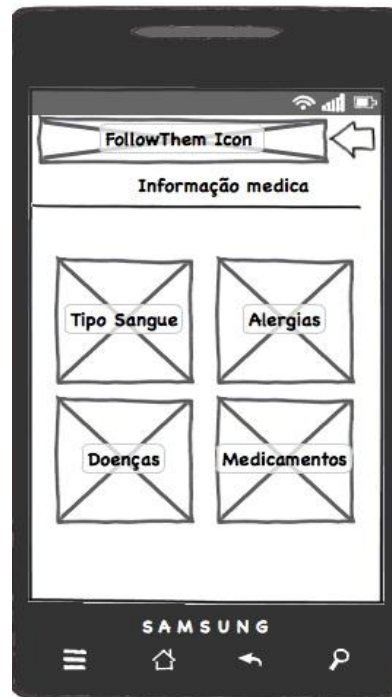 FollowThem Icon
Informação medica
Tipo Sangue
Alergias
Doenças
Medicamentos
SAMSUNG